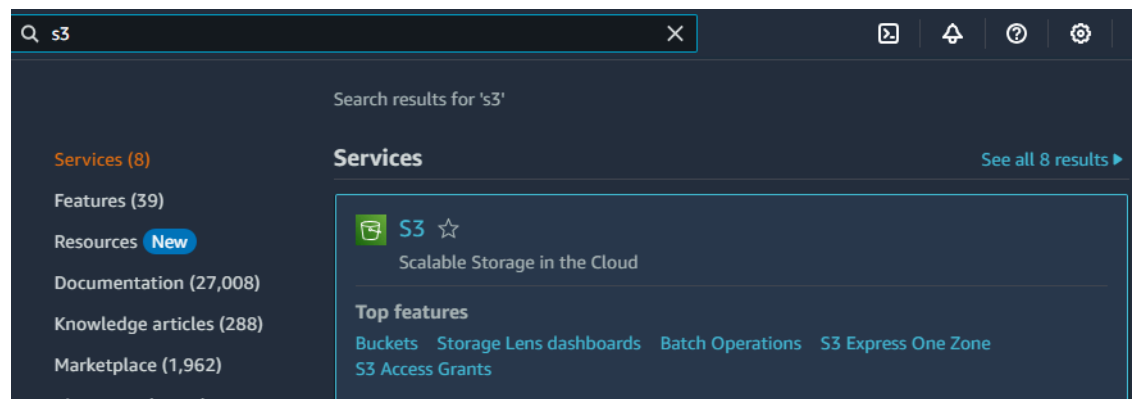 s3
Search results for 's3'
Services (8)
Features (39)
Resources New
Documentation (27,008)
Knowledge articles (288)
Marketplace (1,962)
Services
See all 8 results
S3
Scalable Storage in the Cloud
Top features
Buckets Storage Lens dashboards Batch Operations S3 Express One Zone
S3 Access Grants